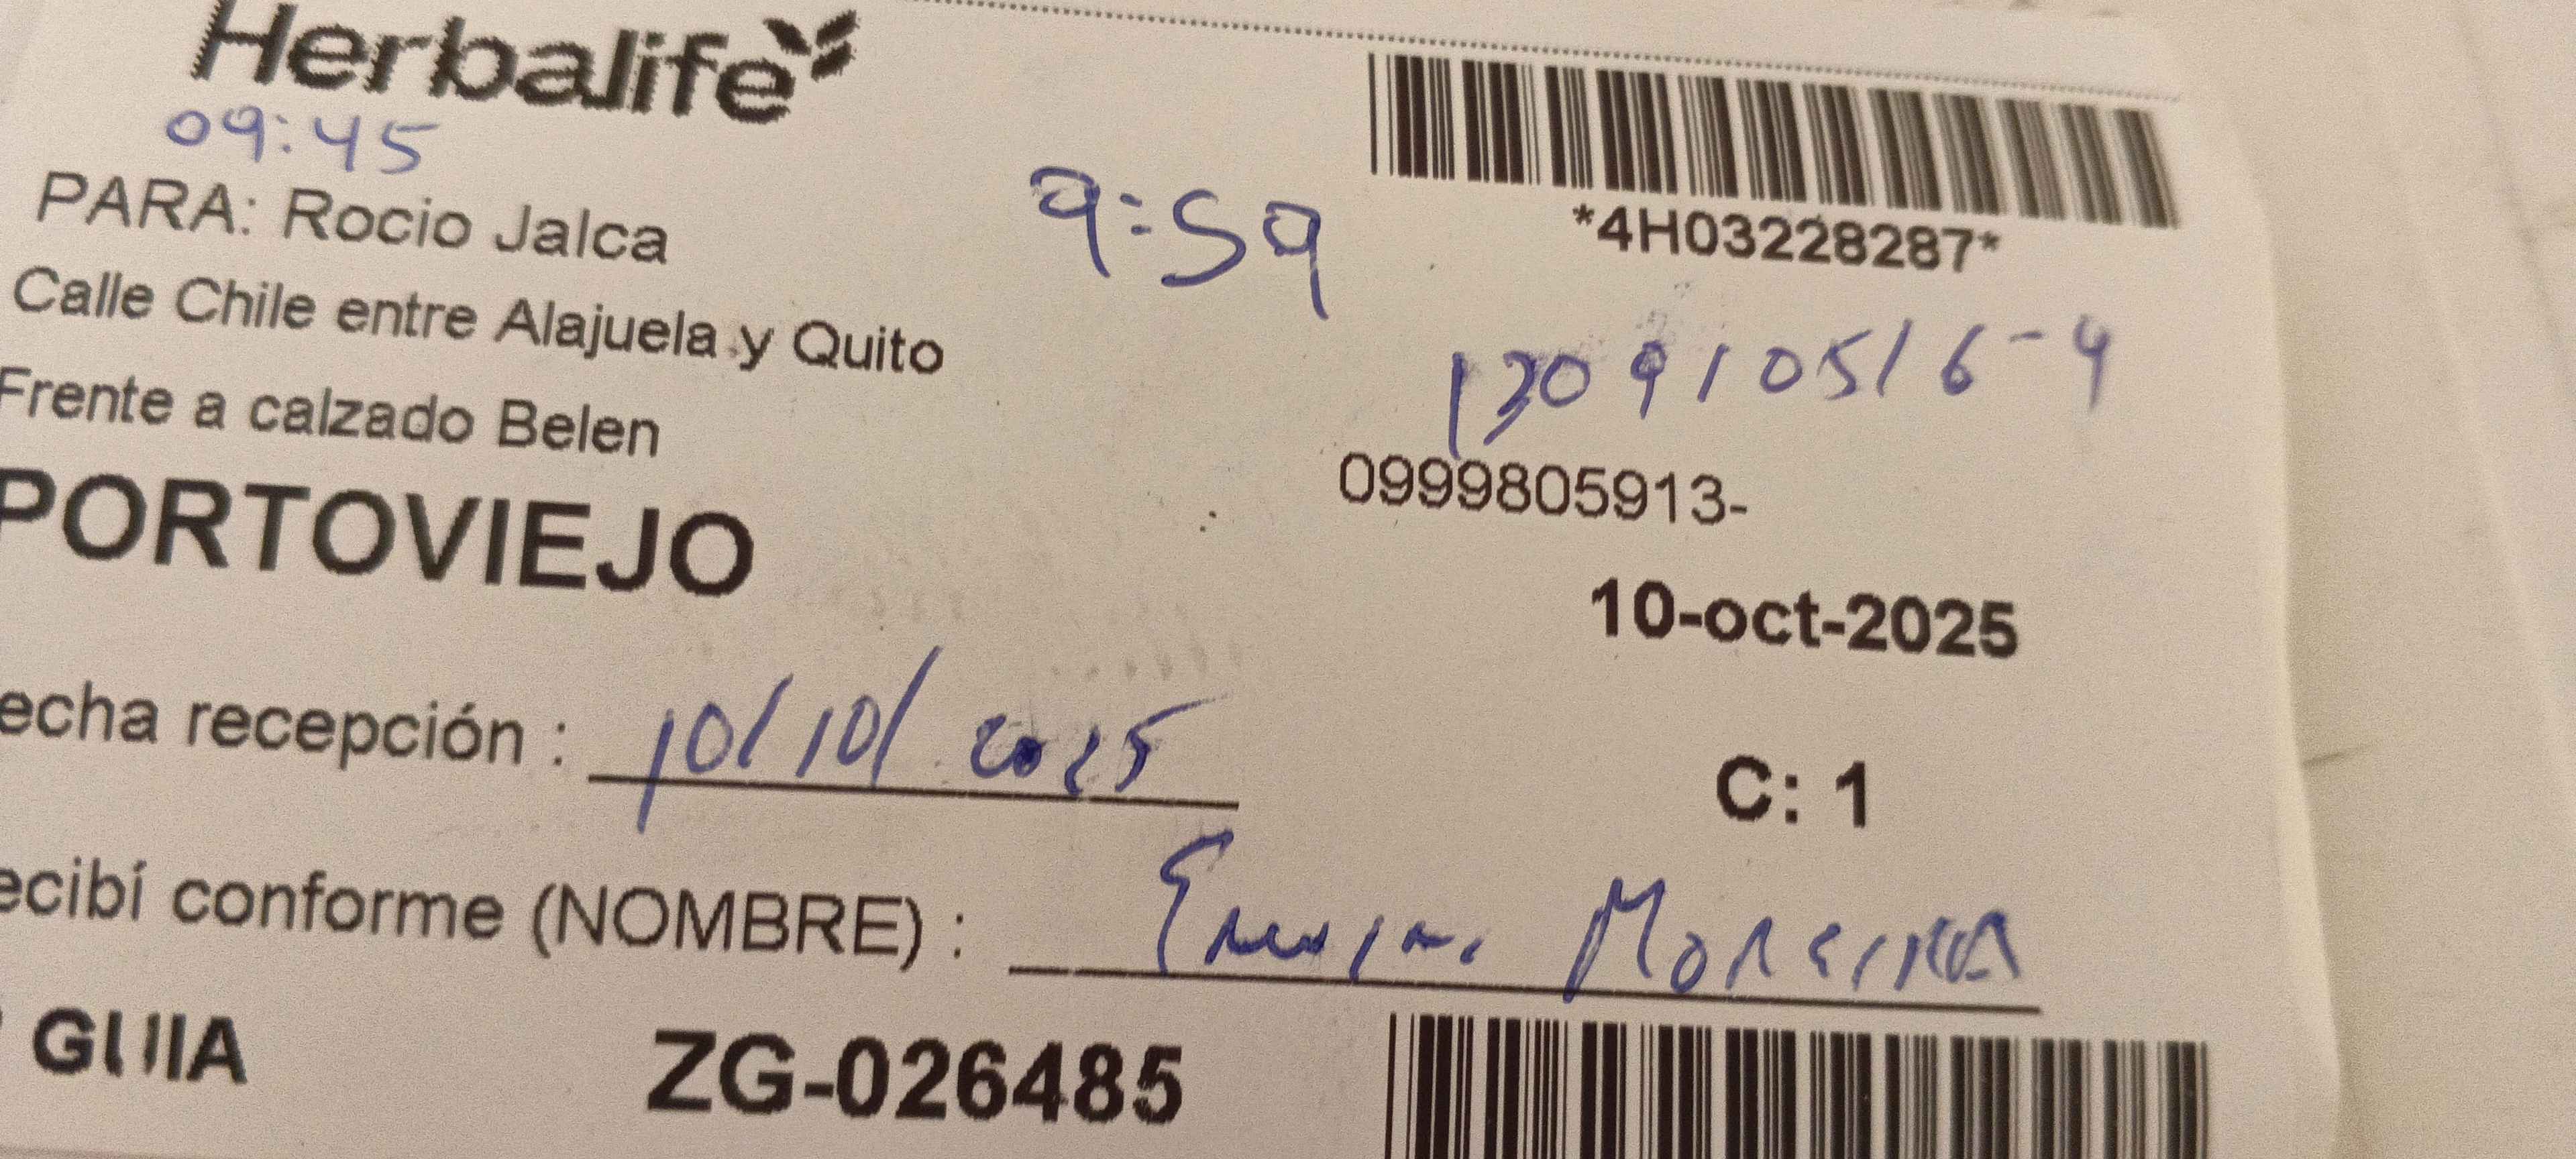 Herbalife
09:45
*4H03228287*
PARA: Rocio Jalca
9:59
Calle Chile entre Alajuela y Quito
130910516-4
Frente a calzado Belen
0999805913-
PORTOVIEJO
10-oct-2025
echa recepción : 10/10/2025
C: 1
ecibí conforme (NOMBRE) : Moreira
GUIA ZG-026485